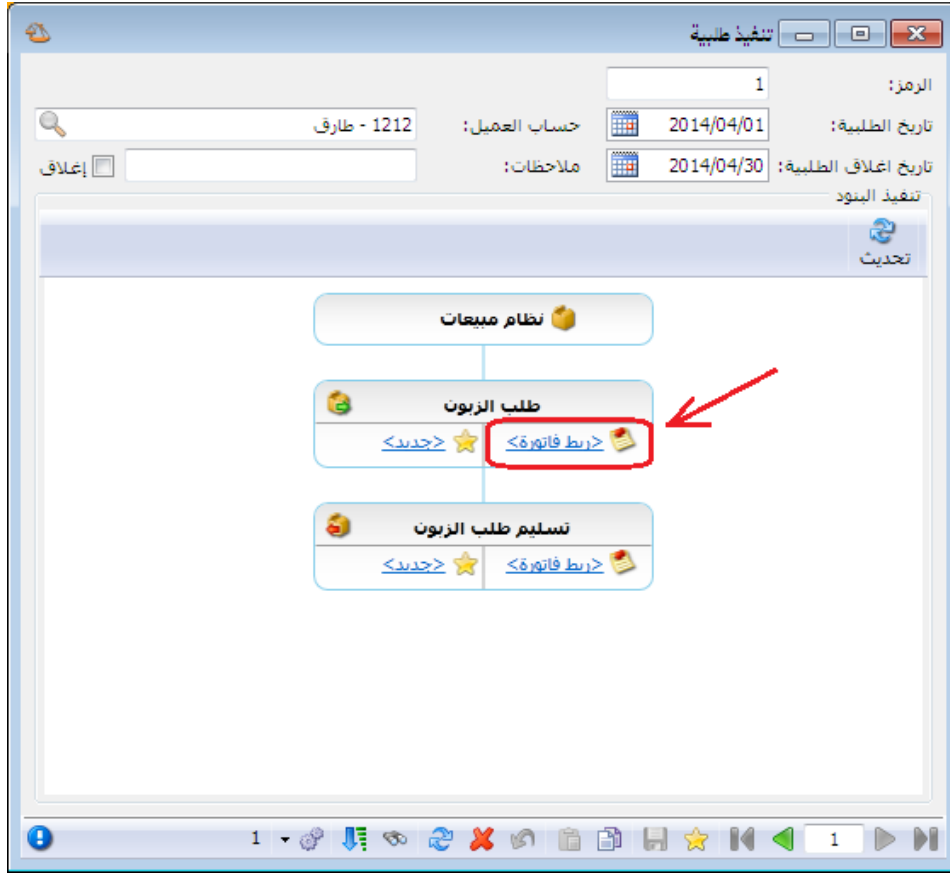 تنفيذ طلبية
الرمز: 1
تاريخ الطلبية: 2014/04/01 حساب العميل: 1212 - طارق
تاريخ اغلاق الطلبية: 2014/04/30 ملاحظات: إغلاق
تنفيذ البنود
تحديث
نظام مبيعات
طلب الزبون
<ربط فاتورة> <جديد>
تسليم طلب الزبون
<ربط فاتورة> <جديد>
1 1